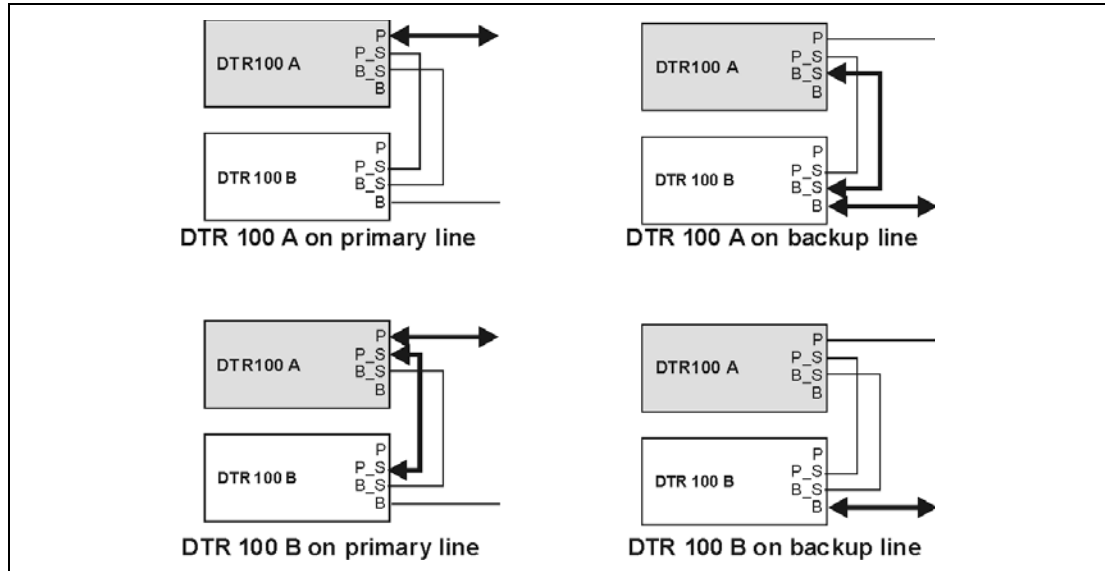 DTR100 A
P
P_S
B_S
B
DTR 100 B
P
P_S
B_S
B
DTR 100 A on primary line
DTR100 A
P
P_S
B_S
B
DTR 100 B
P
P_S
B_S
B
DTR 100 A on backup line
DTR100 A
P
P_S
B_S
B
DTR 100 B
P
P_S
B_S
B
DTR 100 B on primary line
DTR100 A
P
P_S
B_S
B
DTR 100 B
P
P_S
B_S
B
DTR 100 B on backup line